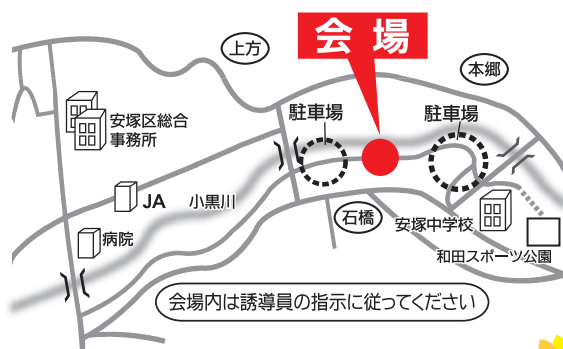 会場
上方
本郷
駐車場
駐車場
安塚区総合
事務所
JA
小黒川
石橋
安塚中学校
病院
和田スポーツ公園
会場内は誘導員の指示に従ってください